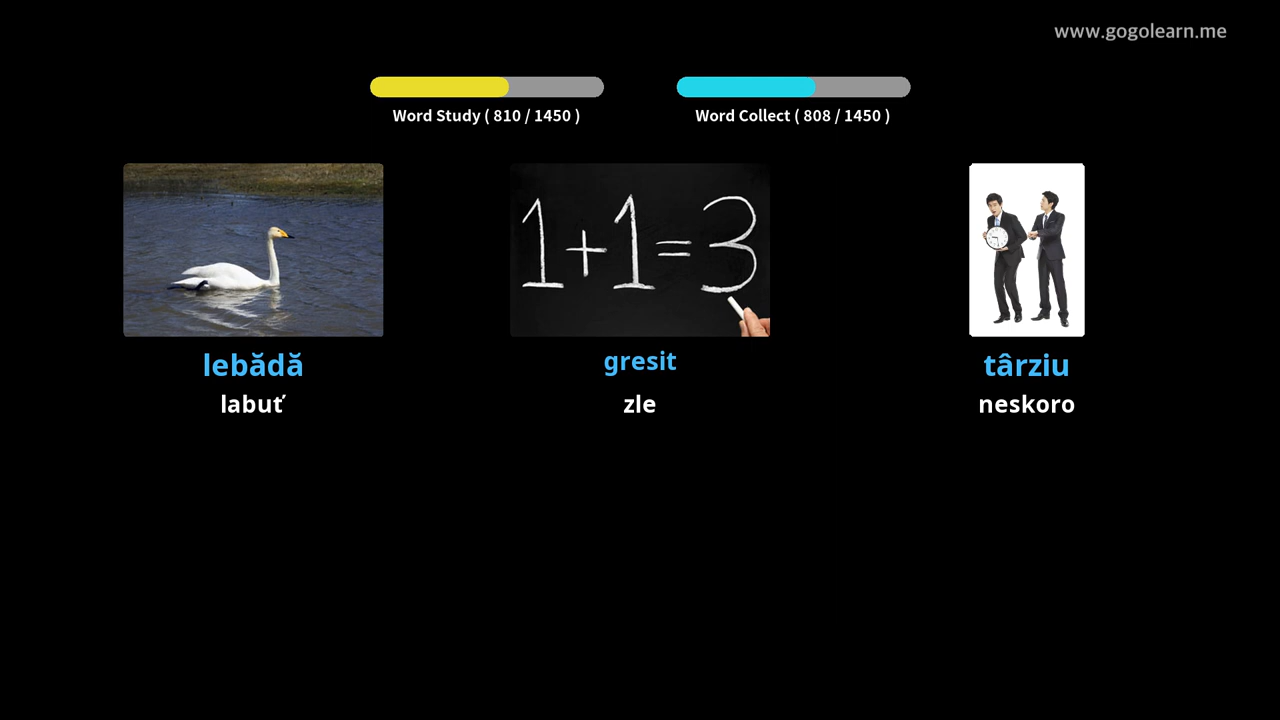 www.gogolearn.me
Word Study ( 810 / 1450 )
Word Collect ( 808 / 1450 )
1+1=3
lebădă
gresit
târziu
labuť
zle
neskoro